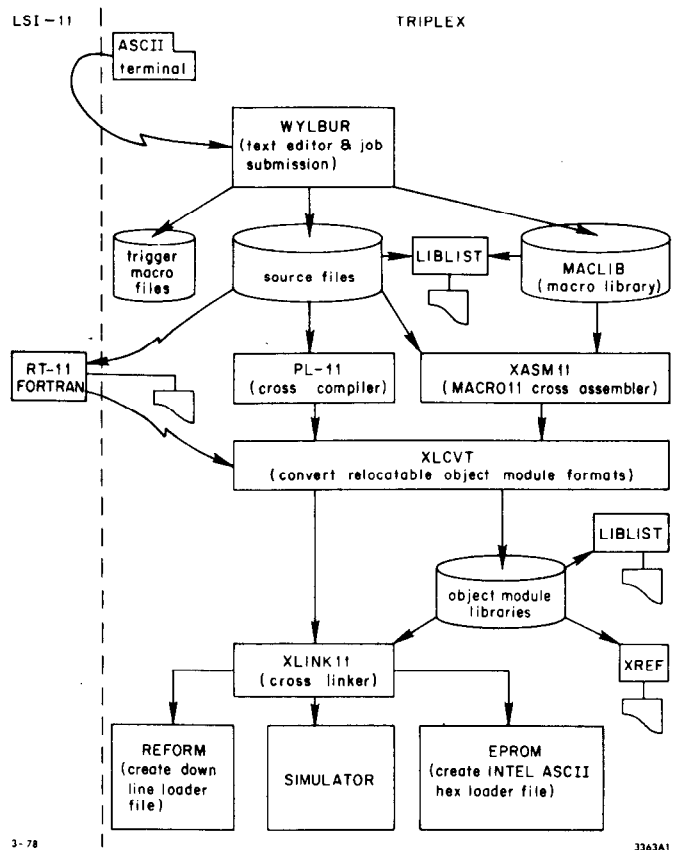 LSI-11
TRIPLEX
ASCII
terminal
WYLBUR
(text editor & job
submission)
trigger
macro
files
source files
LIBLIST
MACLIB
(macro library)
RT-11
FORTRAN
PL-11
(cross compiler)
XASM11
(MACRO11 cross assembler)
XLCVT
(convert relocatable object module formats)
LIBLIST
object module
libraries
XLINK11
(cross linker)
XREF
REFORM
(create down
line loader
file)
SIMULATOR
EPROM
(create INTEL ASCII
hex loader file)
3-78
3363A1